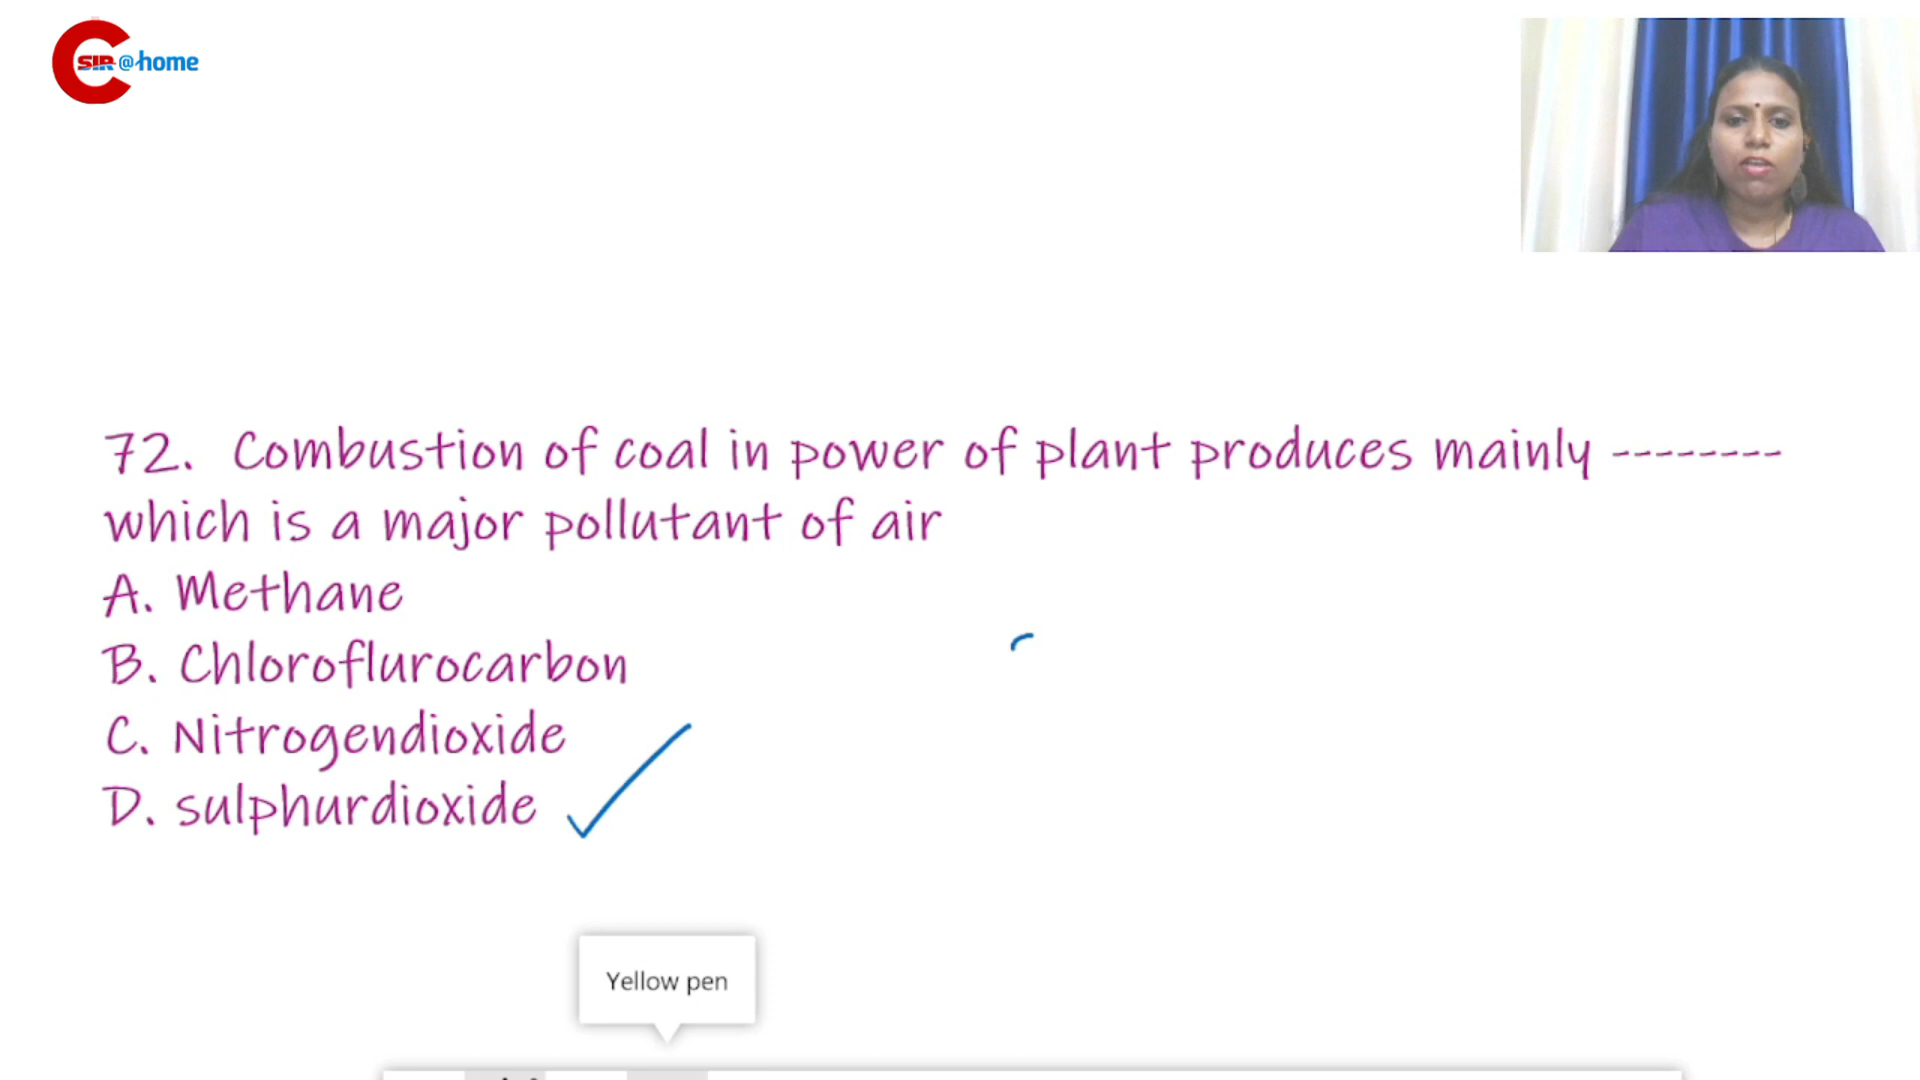 CSIR@home
72. Combustion of coal in power of plant produces mainly --------
which is a major pollutant of air
A. Methane
B. Chloroflurocarbon
C. Nitrogendioxide
D. sulphurdioxide
Yellow pen